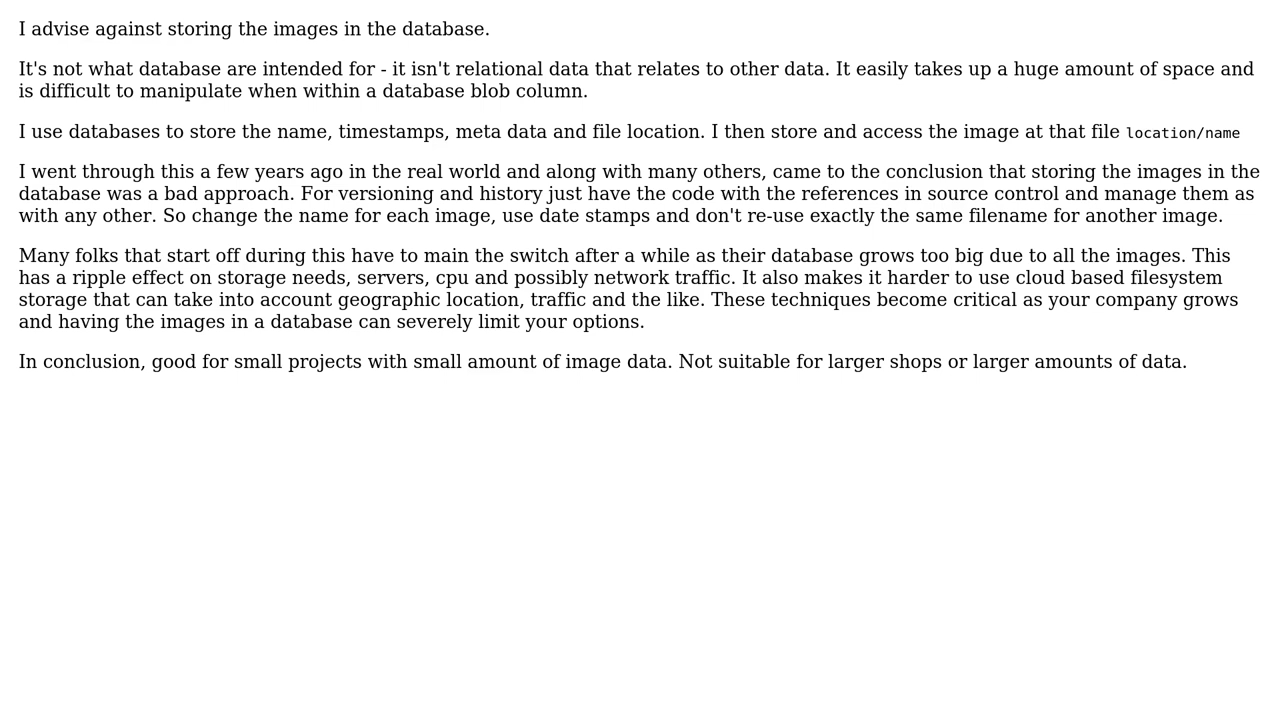 I advise against storing the images in the database.
It's not what database are intended for - it isn't relational data that relates to other data. It easily takes up a huge amount of space and
is difficult to manipulate when within a database blob column.
I use databases to store the name, timestamps, meta data and file location. I then store and access the image at that file location/name
I went through this a few years ago in the real world and along with many others, came to the conclusion that storing the images in the
database was a bad approach. For versioning and history just have the code with the references in source control and manage them as
with any other. So change the name for each image, use date stamps and don't re-use exactly the same filename for another image.
Many folks that start off during this have to main the switch after a while as their database grows too big due to all the images. This
has a ripple effect on storage needs, servers, cpu and possibly network traffic. It also makes it harder to use cloud based filesystem
storage that can take into account geographic location, traffic and the like. These techniques become critical as your company grows
and having the images in a database can severely limit your options.
In conclusion, good for small projects with small amount of image data. Not suitable for larger shops or larger amounts of data.